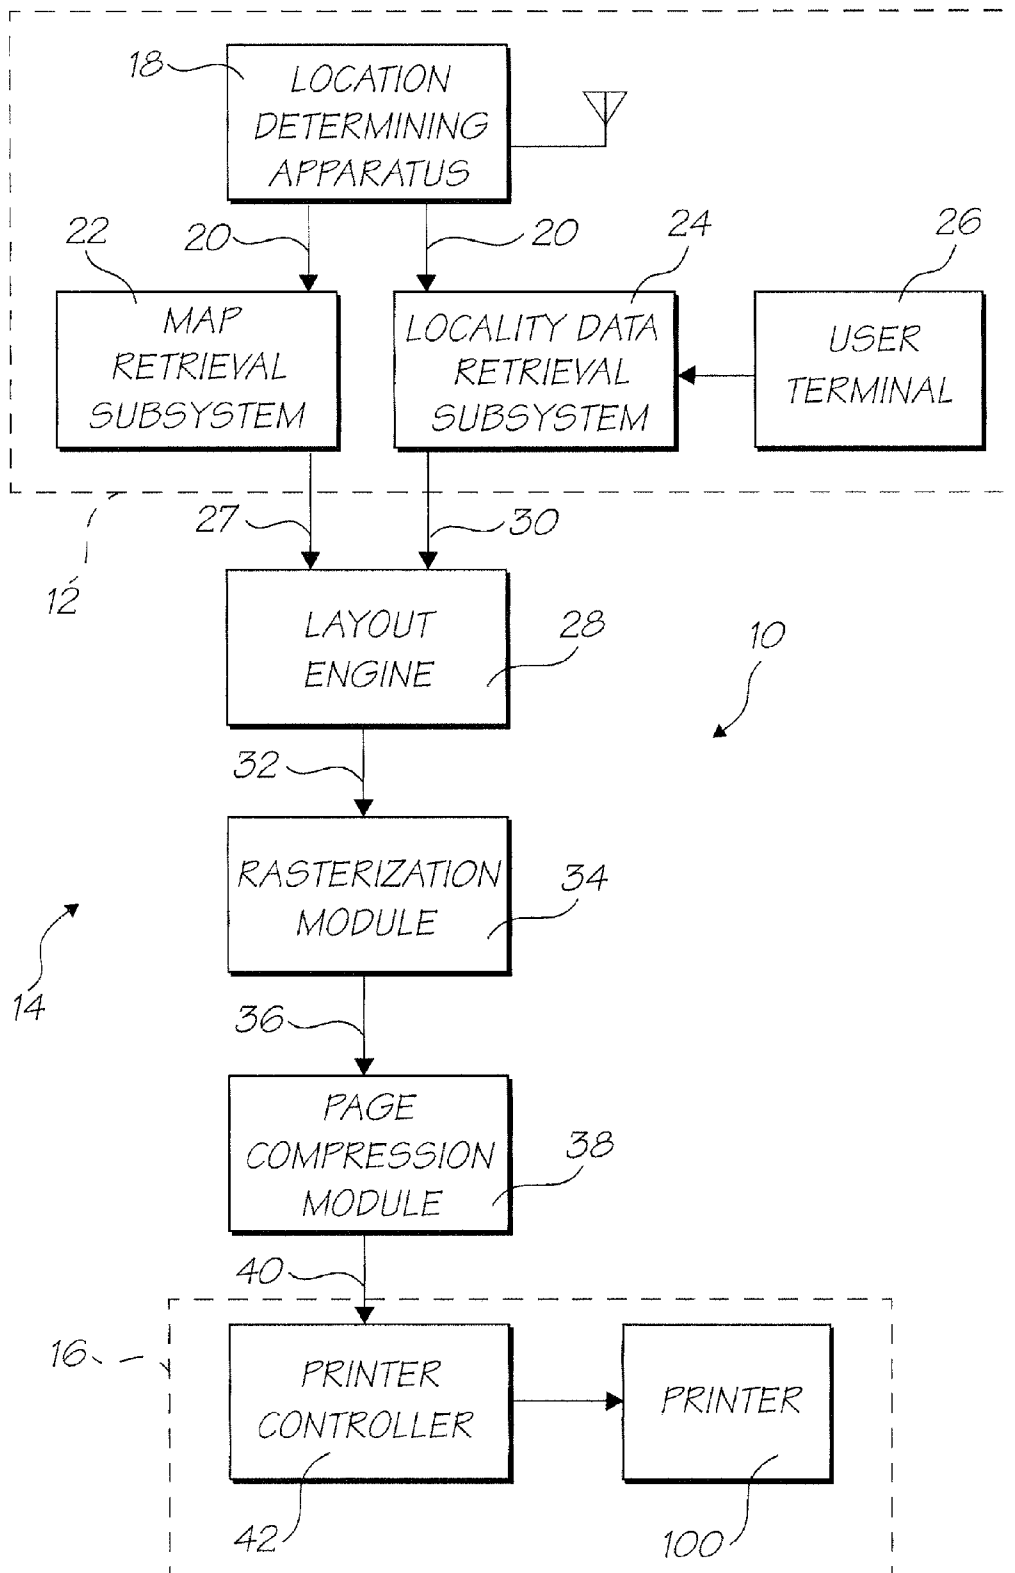 18
LOCATION
DETERMINING
APPARATUS
22
20
20
24
26
MAP
RETRIEVAL
SUBSYSTEM
LOCALITY DATA
RETRIEVAL
SUBSYSTEM
USER
TERMINAL
27
30
12
LAYOUT
ENGINE
28
10
32
RASTERIZATION
MODULE
34
14
36
PAGE
COMPRESSION
MODULE
38
40
16
PRINTER
CONTROLLER
PRINTER
42
100